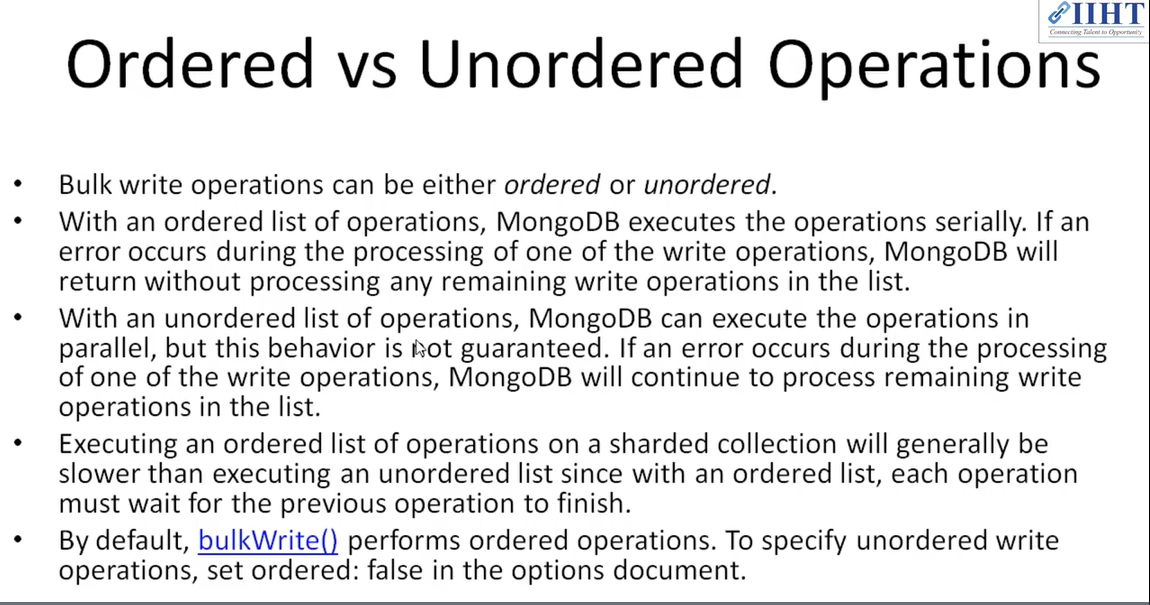 IIHT
Connecting Talent to Opportunity
Ordered vs Unordered Operations
• Bulk write operations can be either ordered or unordered.
• With an ordered list of operations, MongoDB executes the operations serially. If an
error occurs during the processing of one of the write operations, MongoDB will
return without processing any remaining write operations in the list.
• With an unordered list of operations, MongoDB can execute the operations in
parallel, but this behavior is not guaranteed. If an error occurs during the processing
of one of the write operations, MongoDB will continue to process remaining write
operations in the list.
• Executing an ordered list of operations on a sharded collection will generally be
slower than executing an unordered list since with an ordered list, each operation
must wait for the previous operation to finish.
• By default, bulkWrite() performs ordered operations. To specify unordered write
operations, set ordered: false in the options document.